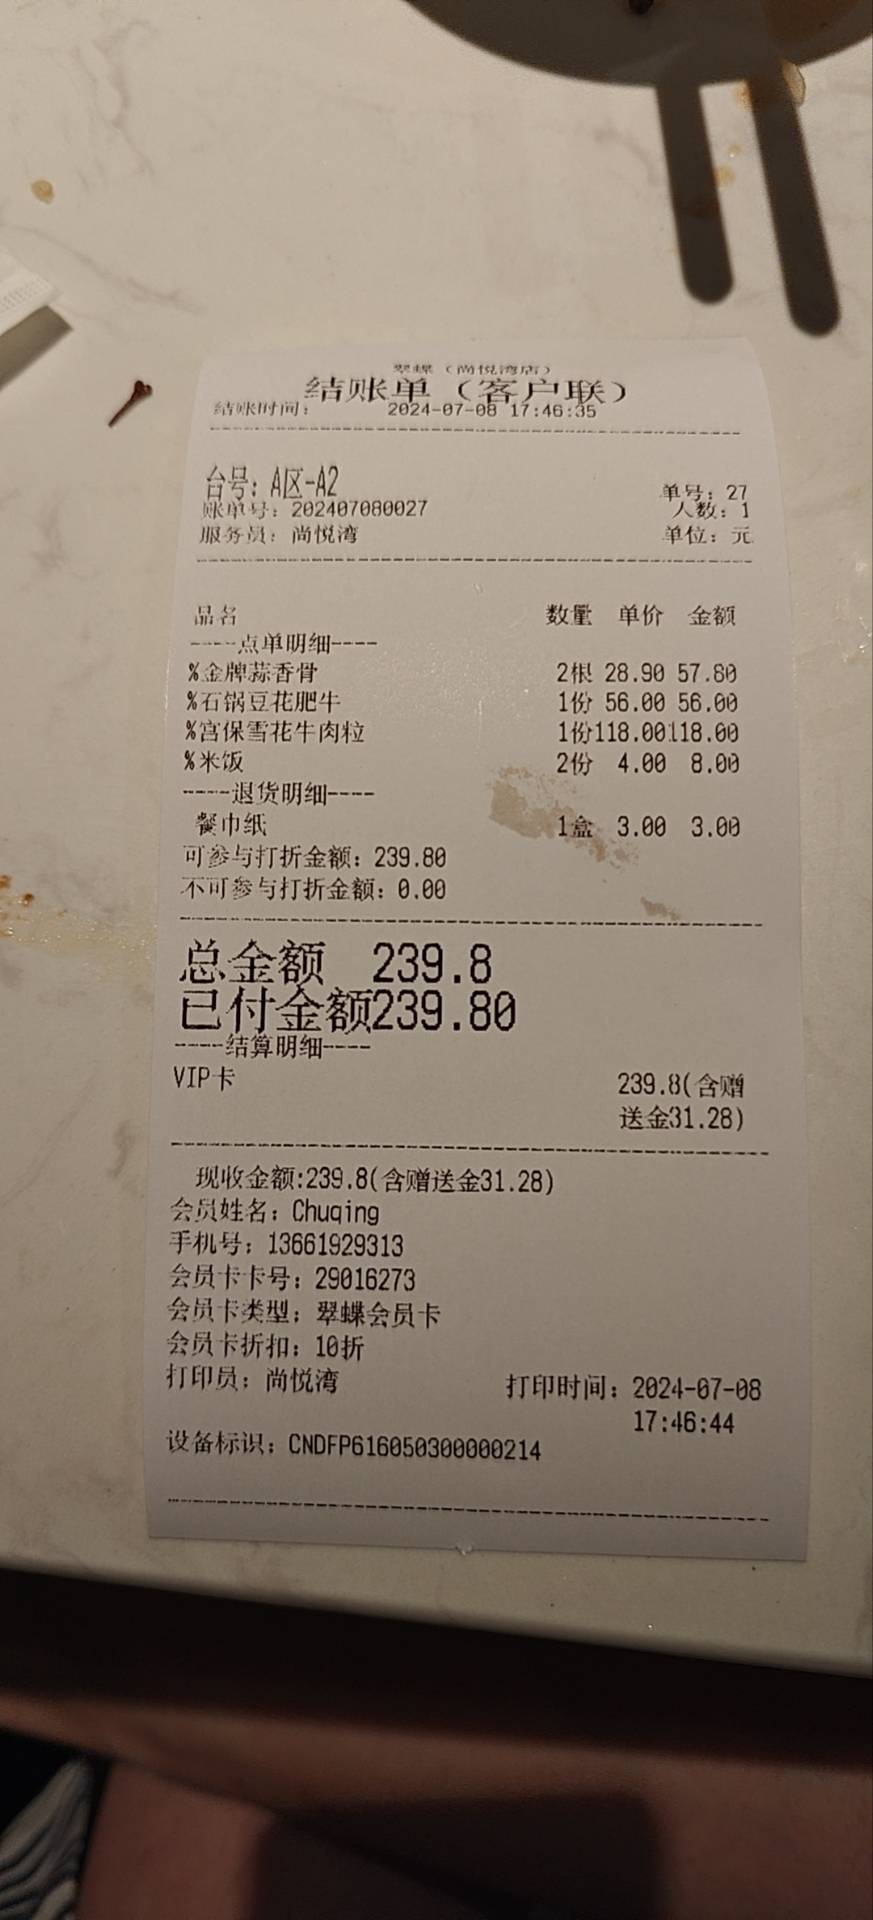 翠蝶（尚悦湾店）
结账单（客户联）
结账时间： 2024-07-08 17:46:35
台号：A区-A2
单号：27
账单号：202407080027 人数：1
服务员：尚悦湾 单位：元
品名 数量 单价 金额
----点单明细----
%金牌蒜香骨 2根 28.90 57.80
%石锅豆花肥牛 1份 56.00 56.00
%宫保雪花牛肉粒 1份118.00118.00
%米饭 2份 4.00 8.00
----退货明细----
餐巾纸 1盒 3.00 3.00
可参与打折金额：239.80
不可参与打折金额：0.00
总金额 239.8
已付金额239.80
----结算明细----
VIP卡 239.8(含赠
送金31.28)
现收金额:239.8(含赠送金31.28)
会员姓名：Chuqing
手机号：13661929313
会员卡卡号：29016273
会员卡类型：翠蝶会员卡
会员卡折扣：10折
打印员：尚悦湾 打印时间：2024-07-08
17:46:44
设备标识：CNDFP616050300000214